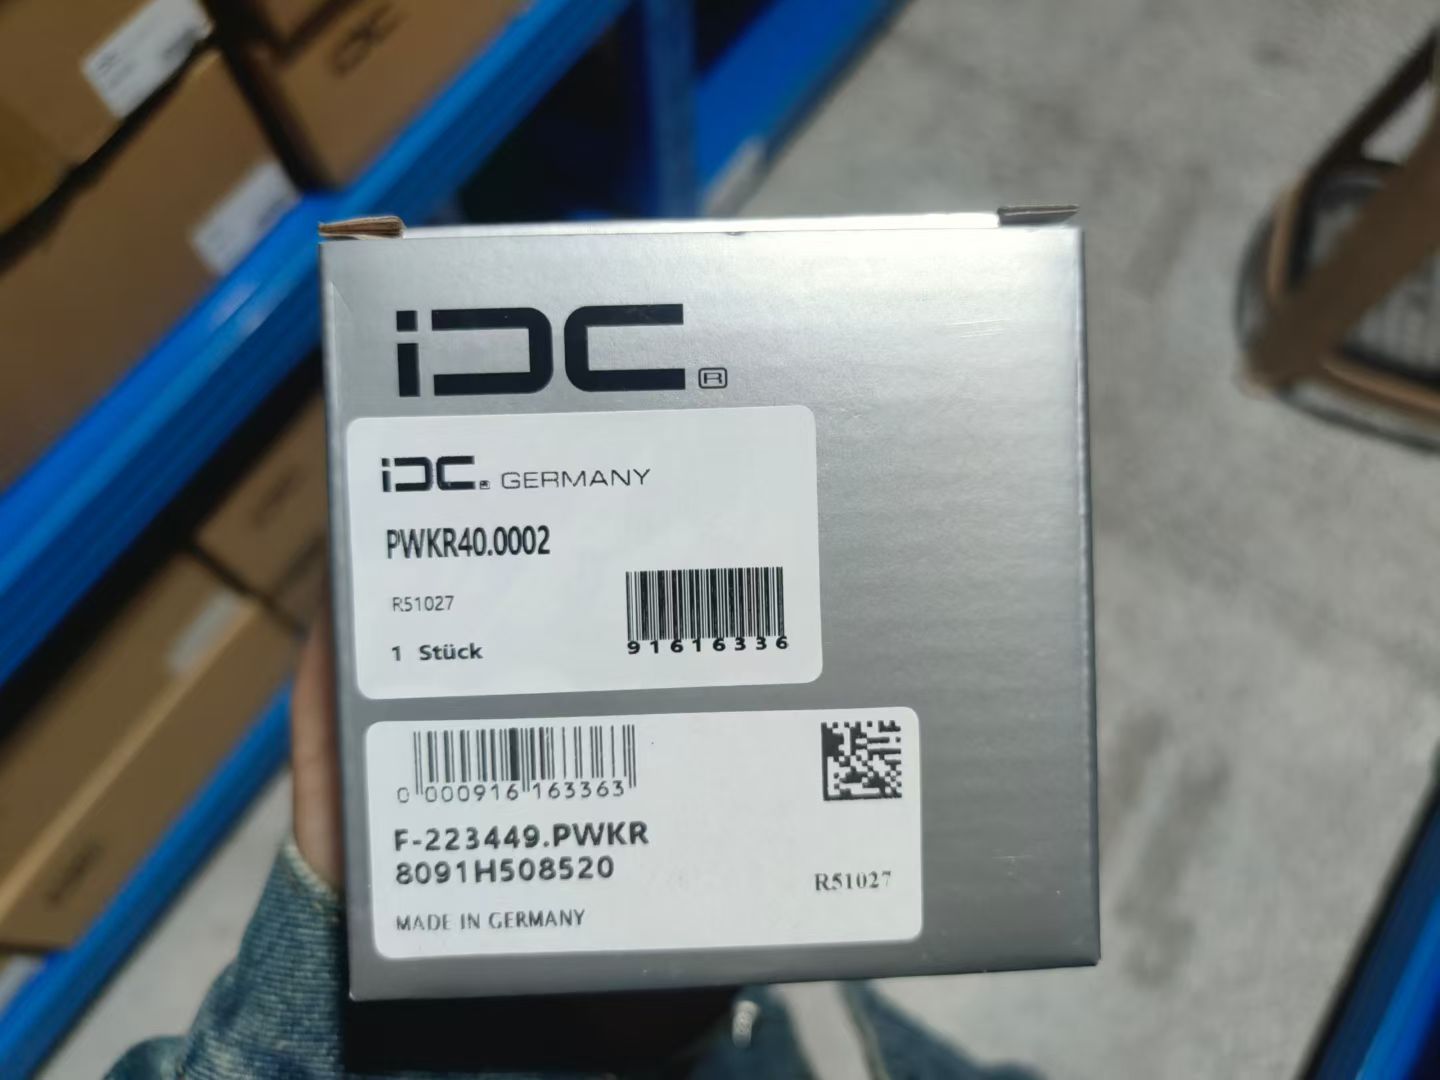 iDC®
iDC® GERMANY
PWKR40.0002
R51027
1 Stück
91616336
0 000916 163363
F-223449.PWKR
8091H508520
R51027
MADE IN GERMANY